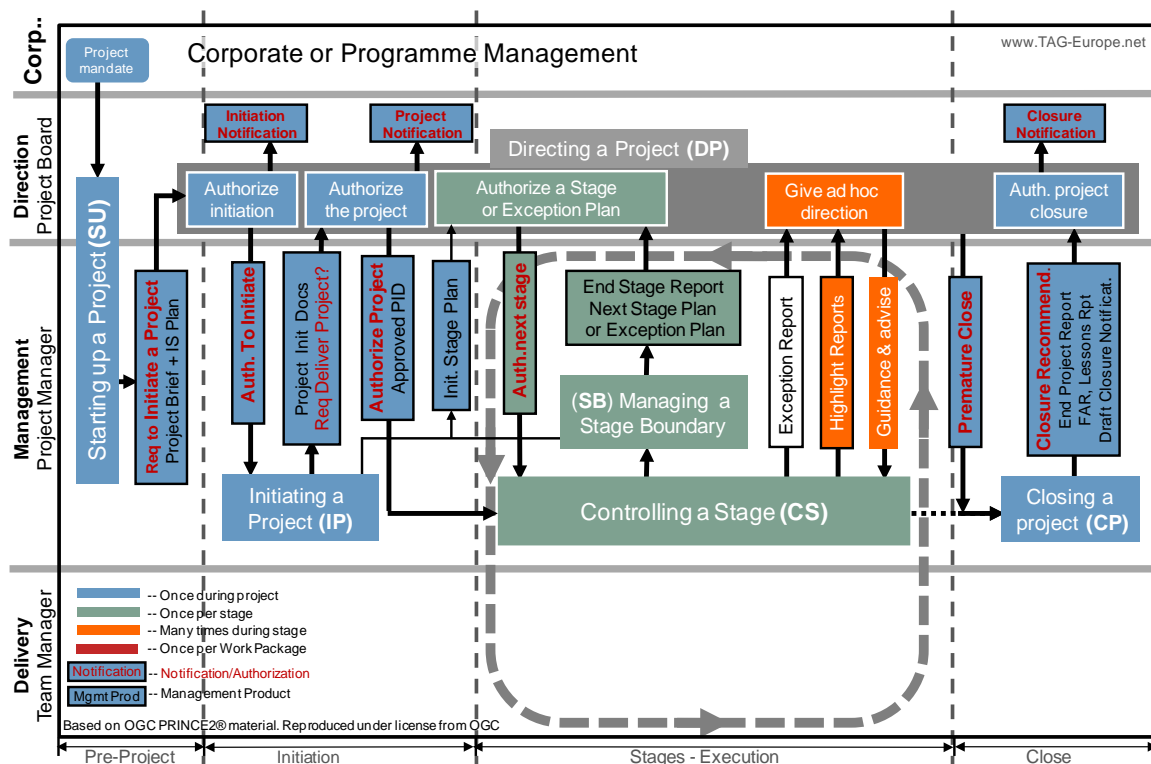 Corp..
Project
mandate
Corporate or Programme Management
www.TAG-Europe.net
Direction
Project Board
Initiation
Notification
Project
Notification
Closure
Notification
Directing a Project (DP)
Authorize
initiation
Authorize
the project
Authorize a Stage
or Exception Plan
Give ad hoc
direction
Auth. project
closure
Management
Project Manager
Starting up a Project (SU)
Req to Initiate a Project
Project Brief + IS Plan
Auth. To Initiate
Project Init Docs
Req Deliver Project?
Authorize Project
Approved PID
Init. Stage Plan
Auth.next stage
End Stage Report
Next Stage Plan
or Exception Plan
(SB) Managing a
Stage Boundary
Exception Report
Highlight Reports
Guidance & advise
Premature Close
Closure Recommend.
End Project Report
FAR, Lessons Rpt
Draft Closure Notificat.
Initiating a
Project (IP)
Controlling a Stage (CS)
Closing a
project (CP)
Delivery
Team Manager
-- Once during project
-- Once per stage
-- Many times during stage
-- Once per Work Package
Notification -- Notification/Authorization
Mgmt Prod -- Management Product
Based on OGC PRINCE2® material. Reproduced under license from OGC
Pre-Project
Initiation
Stages - Execution
Close